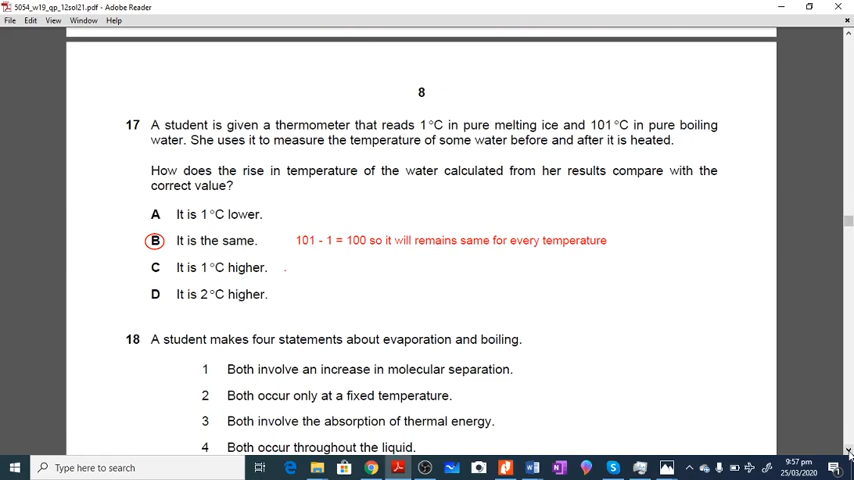 5054_w19_qp_12sol21.pdf - Adobe Reader
File Edit View Window Help
8
17 A student is given a thermometer that reads 1 °C in pure melting ice and 101 °C in pure boiling
water. She uses it to measure the temperature of some water before and after it is heated.
How does the rise in temperature of the water calculated from her results compare with the
correct value?
A It is 1 °C lower.
B It is the same. 101 - 1 = 100 so it will remains same for every temperature
C It is 1 °C higher.
D It is 2 °C higher.
18 A student makes four statements about evaporation and boiling.
1 Both involve an increase in molecular separation.
2 Both occur only at a fixed temperature.
3 Both involve the absorption of thermal energy.
4 Both occur throughout the liquid.
Type here to search
9:57 pm
25/03/2020